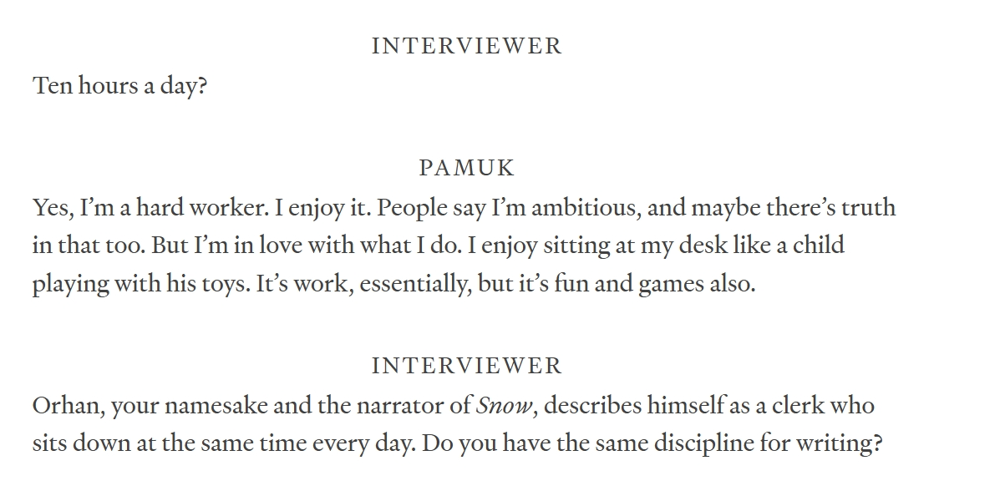 INTERVIEWER
Ten hours a day?
PAMUK
Yes, I’m a hard worker. I enjoy it. People say I’m ambitious, and maybe there’s truth
in that too. But I’m in love with what I do. I enjoy sitting at my desk like a child
playing with his toys. It’s work, essentially, but it’s fun and games also.
INTERVIEWER
Orhan, your namesake and the narrator of Snow, describes himself as a clerk who
sits down at the same time every day. Do you have the same discipline for writing?